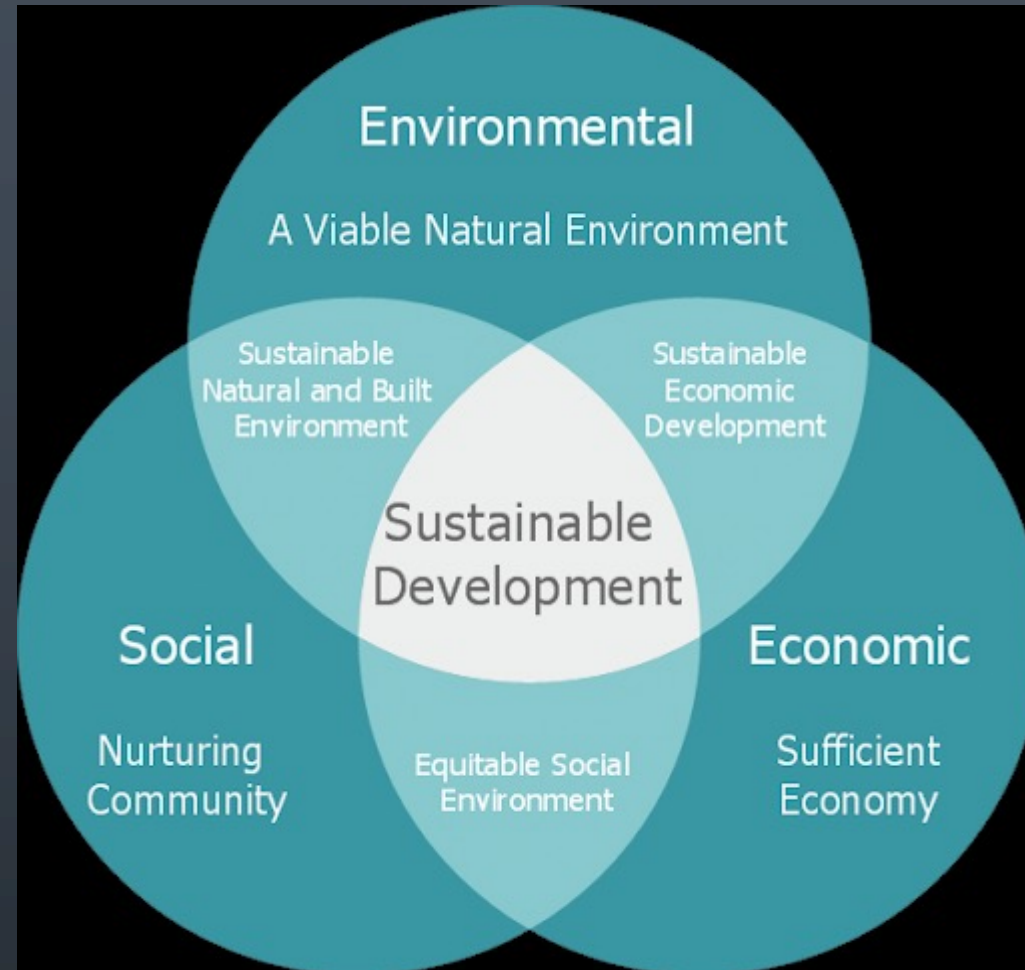 Environmental
A Viable Natural Environment
Sustainable
Natural and Built
Environment
Sustainable
Economic
Development
Sustainable
Development
Social
Nurturing
Community
Economic
Sufficient
Economy
Equitable Social
Environment